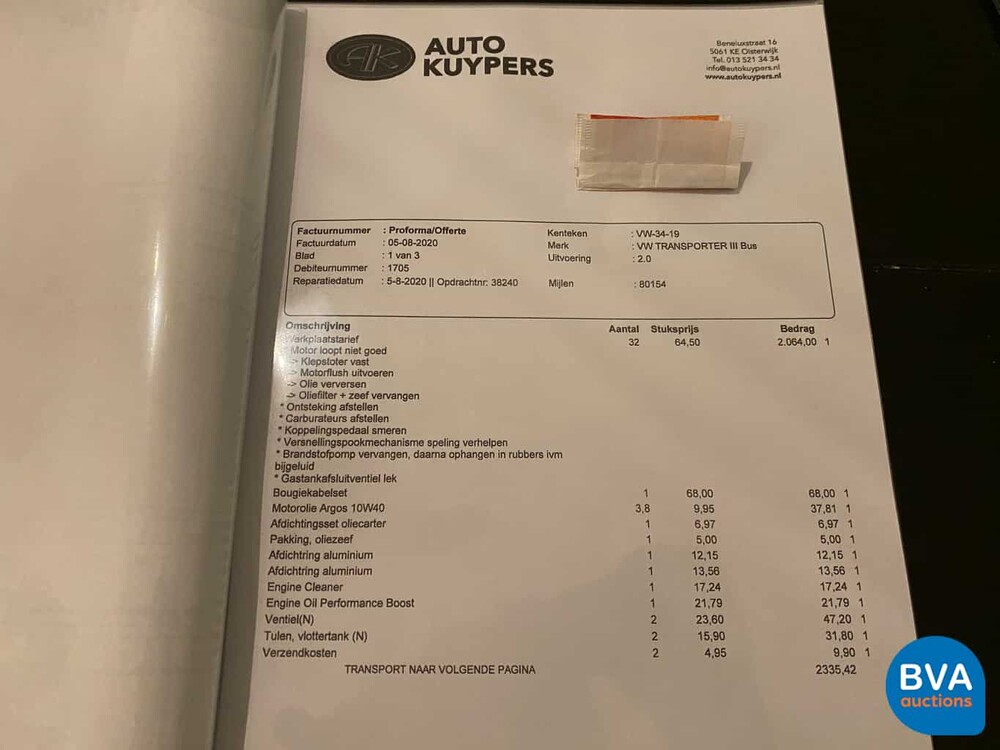 AK
AUTO
KUYPERS
Beneluxstraat 16
5061 KE Oisterwijk
Tel. 013 521 34 34
info@autokuypers.nl
www.autokuypers.nl
Factuurnummer : Proforma/Offerte Kenteken : VW-34-19
Factuurdatum : 05-08-2020 Merk : VW TRANSPORTER III Bus
Blad : 1 van 3 Uitvoering : 2.0
Debiteurnummer : 1705
Reparatiedatum : 5-8-2020 || Opdrachtnr: 38240 Mijlen : 80154
Omschrijving Aantal Stuksprijs Bedrag
Werkplaatstarief 32 64,50 2.064,00 1
* Motor loopt niet goed
-> Klepstoter vast
-> Motorflush uitvoeren
-> Olie verversen
-> Oliefilter + zeef vervangen
* Ontsteking afstellen
* Carburateurs afstellen
* Koppelingspedaal smeren
* Versnellingspookmechanisme speling verhelpen
* Brandstofpomp vervangen, daarna ophangen in rubbers ivm
bijgeluid
* Gastankafsluitventiel lek
Bougiekabelset 1 68,00 68,00 1
Motorolie Argos 10W40 3,8 9,95 37,81 1
Afdichtingsset oliecarter 1 6,97 6,97 1
Pakking, oliezeef 1 5,00 5,00 1
Afdichtring aluminium 1 12,15 12,15 1
Afdichtring aluminium 1 13,56 13,56 1
Engine Cleaner 1 17,24 17,24 1
Engine Oil Performance Boost 1 21,79 21,79 1
Ventiel(N) 2 23,60 47,20 1
Tulen, vlottertank (N) 2 15,90 31,80 1
Verzendkosten 2 4,95 9,90 1
TRANSPORT NAAR VOLGENDE PAGINA 2335,42
BVA
auctions